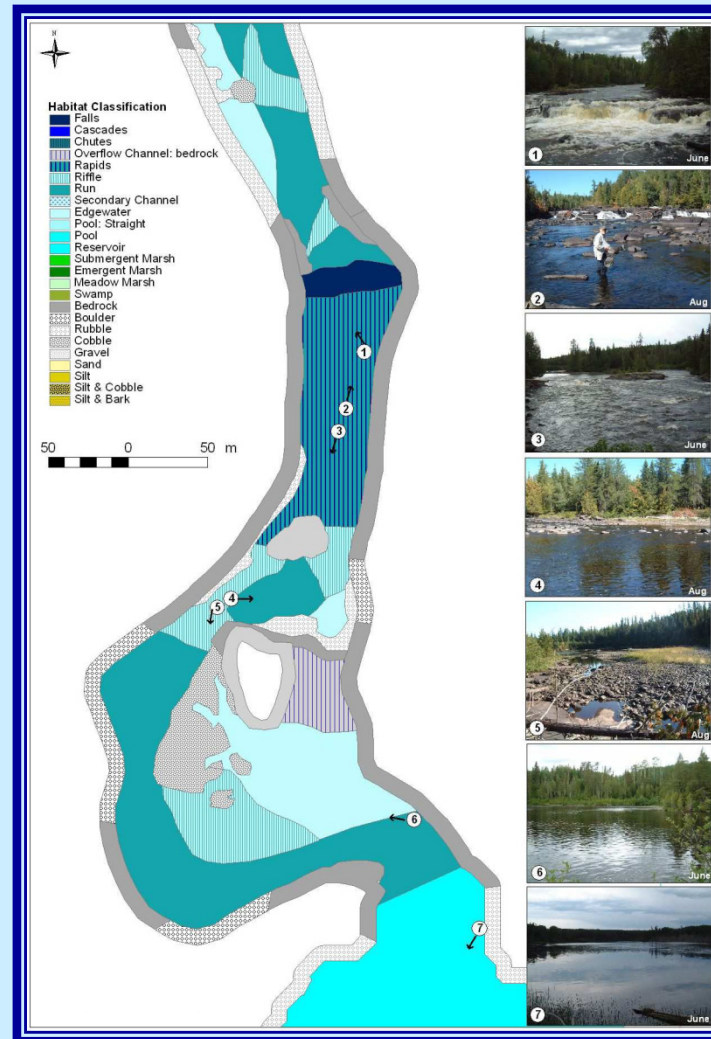 N
Habitat Classification
Falls
Cascades
Chutes
Overflow Channel: bedrock
Rapids
Riffle
Run
Secondary Channel
Edgewater
Pool: Straight
Pool
Reservoir
Submergent Marsh
Emergent Marsh
Meadow Marsh
Swamp
Bedrock
Boulder
Rubble
Cobble
Gravel
Sand
Silt
Silt & Cobble
Silt & Bark
50 0 50 m
1
2
3
4
5
6
7
1 June
2 Aug
3 June
4 Aug
5 Aug
6 June
7 June